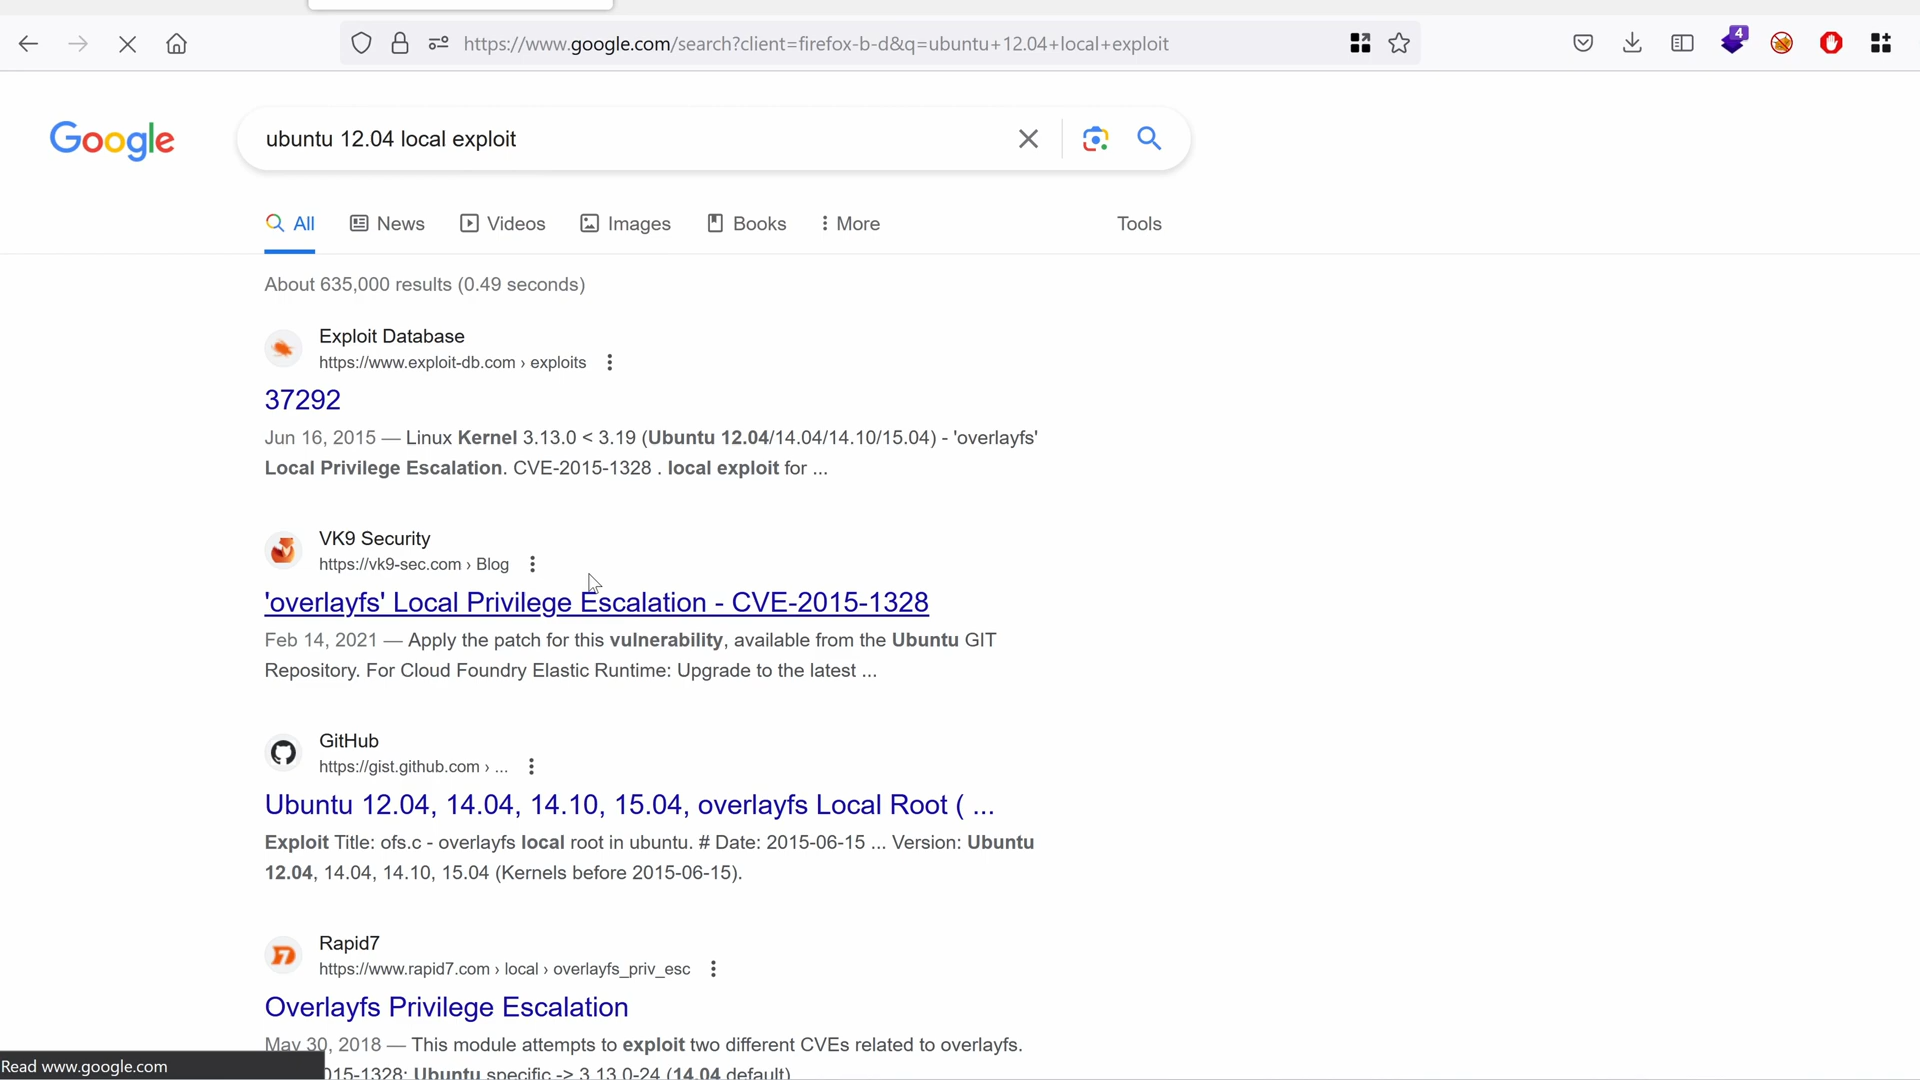 https://www.google.com/search?client=firefox-b-d&q=ubuntu+12.04+local+exploit
4
Google
ubuntu 12.04 local exploit
All
News
Videos
Images
Books
More
Tools
About 635,000 results (0.49 seconds)
Exploit Database
https://www.exploit-db.com › exploits
37292
Jun 16, 2015 — Linux Kernel 3.13.0 < 3.19 (Ubuntu 12.04/14.04/14.10/15.04) - 'overlayfs'
Local Privilege Escalation. CVE-2015-1328 . local exploit for ...
VK9 Security
https://vk9-sec.com › Blog
'overlayfs' Local Privilege Escalation - CVE-2015-1328
Feb 14, 2021 — Apply the patch for this vulnerability, available from the Ubuntu GIT
Repository. For Cloud Foundry Elastic Runtime: Upgrade to the latest ...
GitHub
https://gist.github.com › ...
Ubuntu 12.04, 14.04, 14.10, 15.04, overlayfs Local Root ( ...
Exploit Title: ofs.c - overlayfs local root in ubuntu. # Date: 2015-06-15 ... Version: Ubuntu
12.04, 14.04, 14.10, 15.04 (Kernels before 2015-06-15).
Rapid7
https://www.rapid7.com › local › overlayfs_priv_esc
Overlayfs Privilege Escalation
May 30, 2018 — This module attempts to exploit two different CVEs related to overlayfs.
015-1328: Ubuntu specific -> 3.13.0-24 (14.04 default)
Read www.google.com